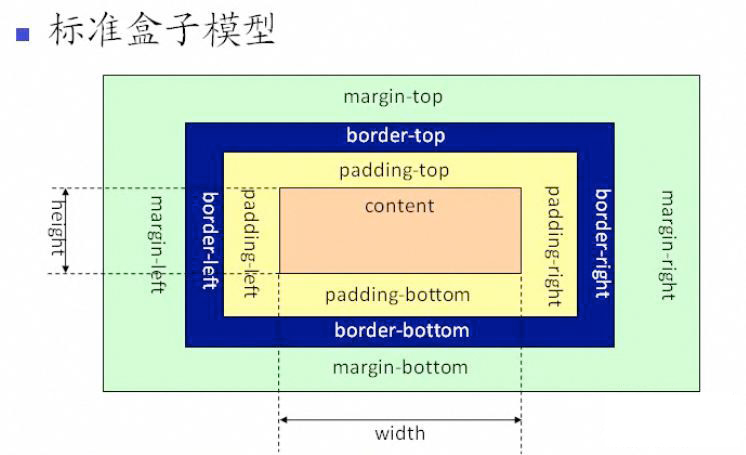 标准盒子模型
margin-top
border-top
padding-top
content
height
margin-left
border-left
padding-left
padding-right
border-right
margin-right
padding-bottom
border-bottom
margin-bottom
width